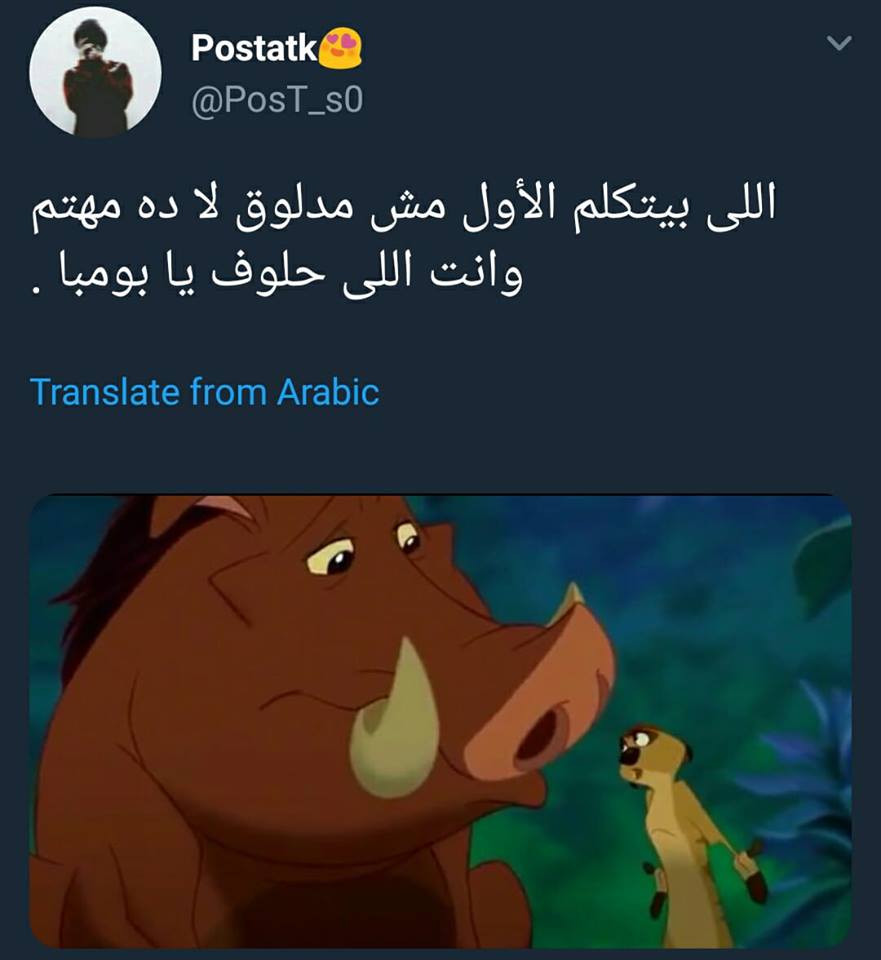 Postatk😍
@PosT_s0
اللى بيتكلم الأول مش مدلوق لا ده مهتم
وانت اللى حلوف يا بومبا .
Translate from Arabic